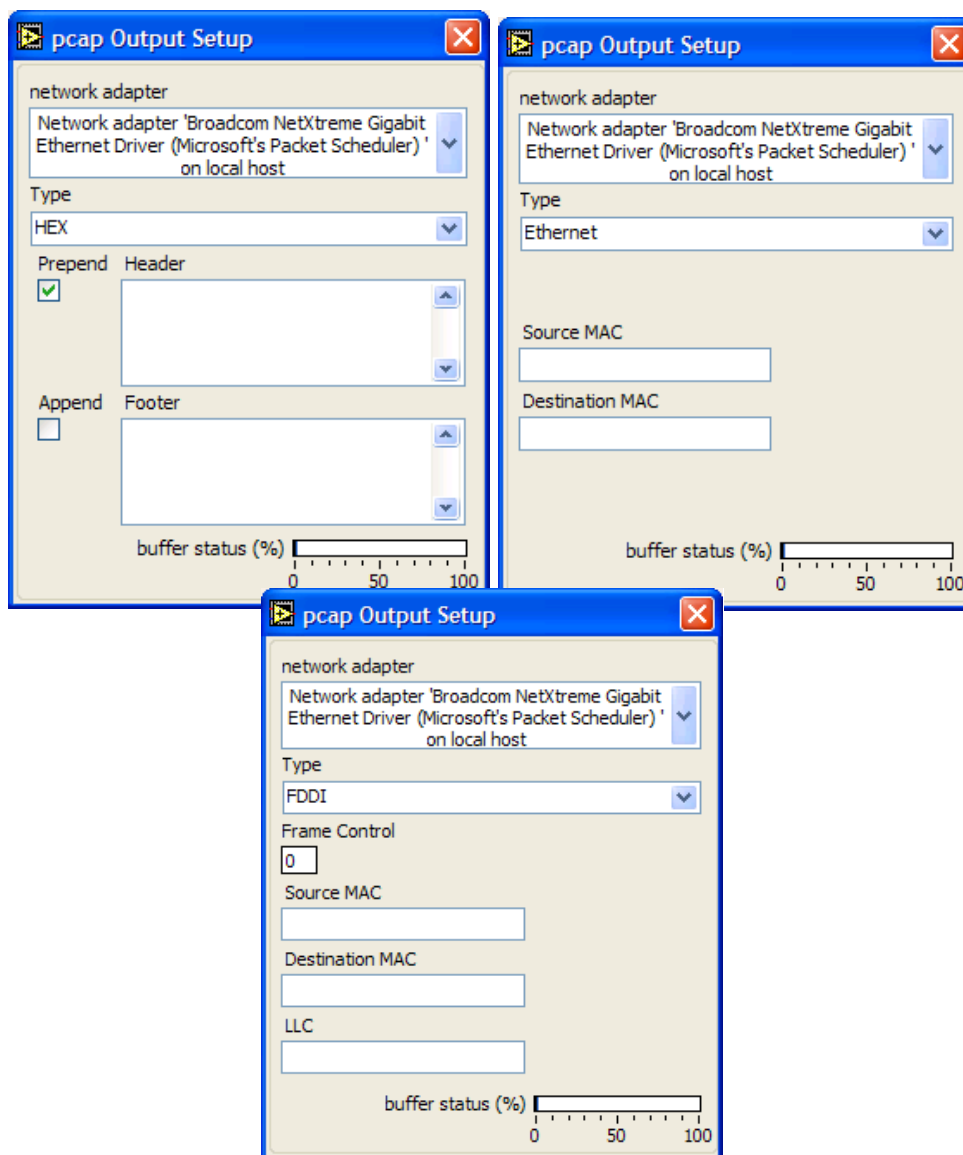 pcap Output Setup
network adapter
Network adapter 'Broadcom NetXtreme Gigabit
Ethernet Driver (Microsoft's Packet Scheduler) '
on local host
Type
HEX
Prepend Header
Append Footer
buffer status (%)
0 50 100
pcap Output Setup
network adapter
Network adapter 'Broadcom NetXtreme Gigabit
Ethernet Driver (Microsoft's Packet Scheduler) '
on local host
Type
Ethernet
Source MAC
Destination MAC
buffer status (%)
0 50 100
pcap Output Setup
network adapter
Network adapter 'Broadcom NetXtreme Gigabit
Ethernet Driver (Microsoft's Packet Scheduler) '
on local host
Type
FDDI
Frame Control
0
Source MAC
Destination MAC
LLC
buffer status (%)
0 50 100